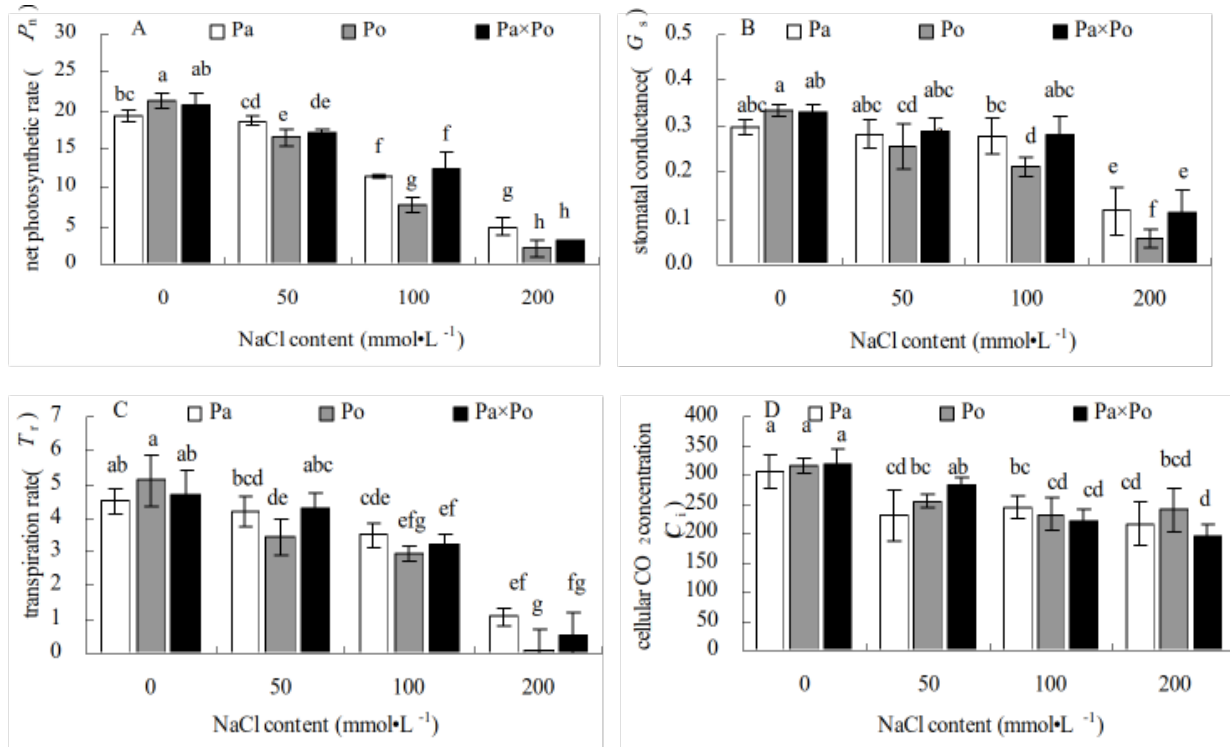 A
Pa
Po
Pa×Po
net photosynthetic rate ( P n )
30
25
20
15
10
5
0
bc
a
ab
cd
e
de
f
g
f
g
h
h
0
50
100
200
NaCl content (mmol•L -1)
B
Pa
Po
Pa×Po
stomatal conductance( G s )
0.5
0.4
0.3
0.2
0.1
0.0
abc
a
ab
abc
cd
abc
a
bc
d
abc
e
f
e
0
50
100
200
NaCl content (mmol•L -1)
C
Pa
Po
Pa×Po
transpiration rate( T r )
7
6
5
4
3
2
1
0
ab
a
ab
bcd
de
abc
cde
efg
ef
ef
g
fg
0
50
100
200
NaCl content (mmol•L -1)
D
Pa
Po
Pa×Po
cellular CO 2 concentration
C i )
400
350
300
250
200
150
100
50
0
a
a
a
cd
bc
ab
bc
cd
cd
cd
bcd
d
0
50
100
200
NaCl content (mmol•L -1)